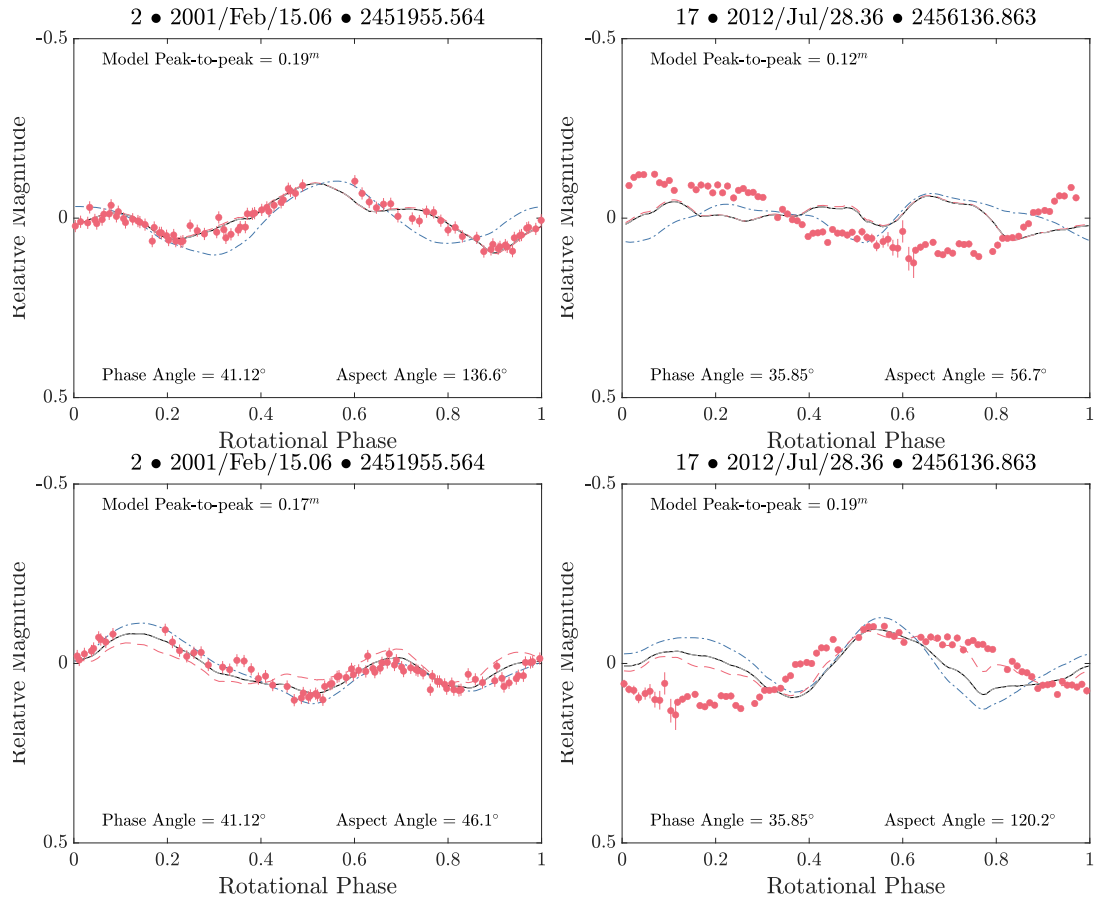 2 ● 2001/Feb/15.06 ● 2451955.564
Model Peak-to-peak = 0.19ᵐ
-0.5
0
0.5
Relative Magnitude
Phase Angle = 41.12°
Aspect Angle = 136.6°
0 0.2 0.4 0.6 0.8 1
Rotational Phase
17 ● 2012/Jul/28.36 ● 2456136.863
Model Peak-to-peak = 0.12ᵐ
-0.5
0
0.5
Relative Magnitude
Phase Angle = 35.85°
Aspect Angle = 56.7°
0 0.2 0.4 0.6 0.8 1
Rotational Phase
2 ● 2001/Feb/15.06 ● 2451955.564
Model Peak-to-peak = 0.17ᵐ
-0.5
0
0.5
Relative Magnitude
Phase Angle = 41.12°
Aspect Angle = 46.1°
0 0.2 0.4 0.6 0.8 1
Rotational Phase
17 ● 2012/Jul/28.36 ● 2456136.863
Model Peak-to-peak = 0.19ᵐ
-0.5
0
0.5
Relative Magnitude
Phase Angle = 35.85°
Aspect Angle = 120.2°
0 0.2 0.4 0.6 0.8 1
Rotational Phase